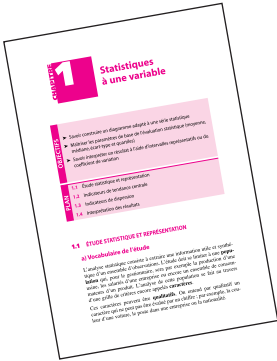 CHAPITRE
1
Statistiques
à une variable
OBJECTIFS
➤ Savoir construire un diagramme adapté à une série statistique
➤ Maîtriser les paramètres de base de l'évaluation statistique (moyenne,
médiane, écart-type et quartiles)
➤ Savoir interpréter un résultat à l'aide d'intervalles représentatifs ou du
coefficient de variation
PLAN
1.1 Étude statistique et représentation
1.2 Indicateurs de tendance centrale
1.3 Indicateurs de dispersion
1.4 Interprétation des résultats
1.1 ÉTUDE STATISTIQUE ET REPRÉSENTATION
a) Vocabulaire de l'étude
L'analyse statistique consiste à extraire une information utile et synthé-
tique d'un ensemble d'observations. L'étude doit se limiter à une popu-
lation qui, pour le gestionnaire, sera par exemple la production d'une
usine, les salariés d'une entreprise ou encore un ensemble de consom-
mateurs d'un produit. L'analyse de cette population se fait au travers
d'une grille de critères encore appelés caractères.
Ces caractères peuvent être qualitatifs. On entend par qualitatif un
caractère qui ne peut pas être évalué par un chiffre ; par exemple, la cou-
leur d'une voiture, le poste dans une entreprise ou la nationalité.